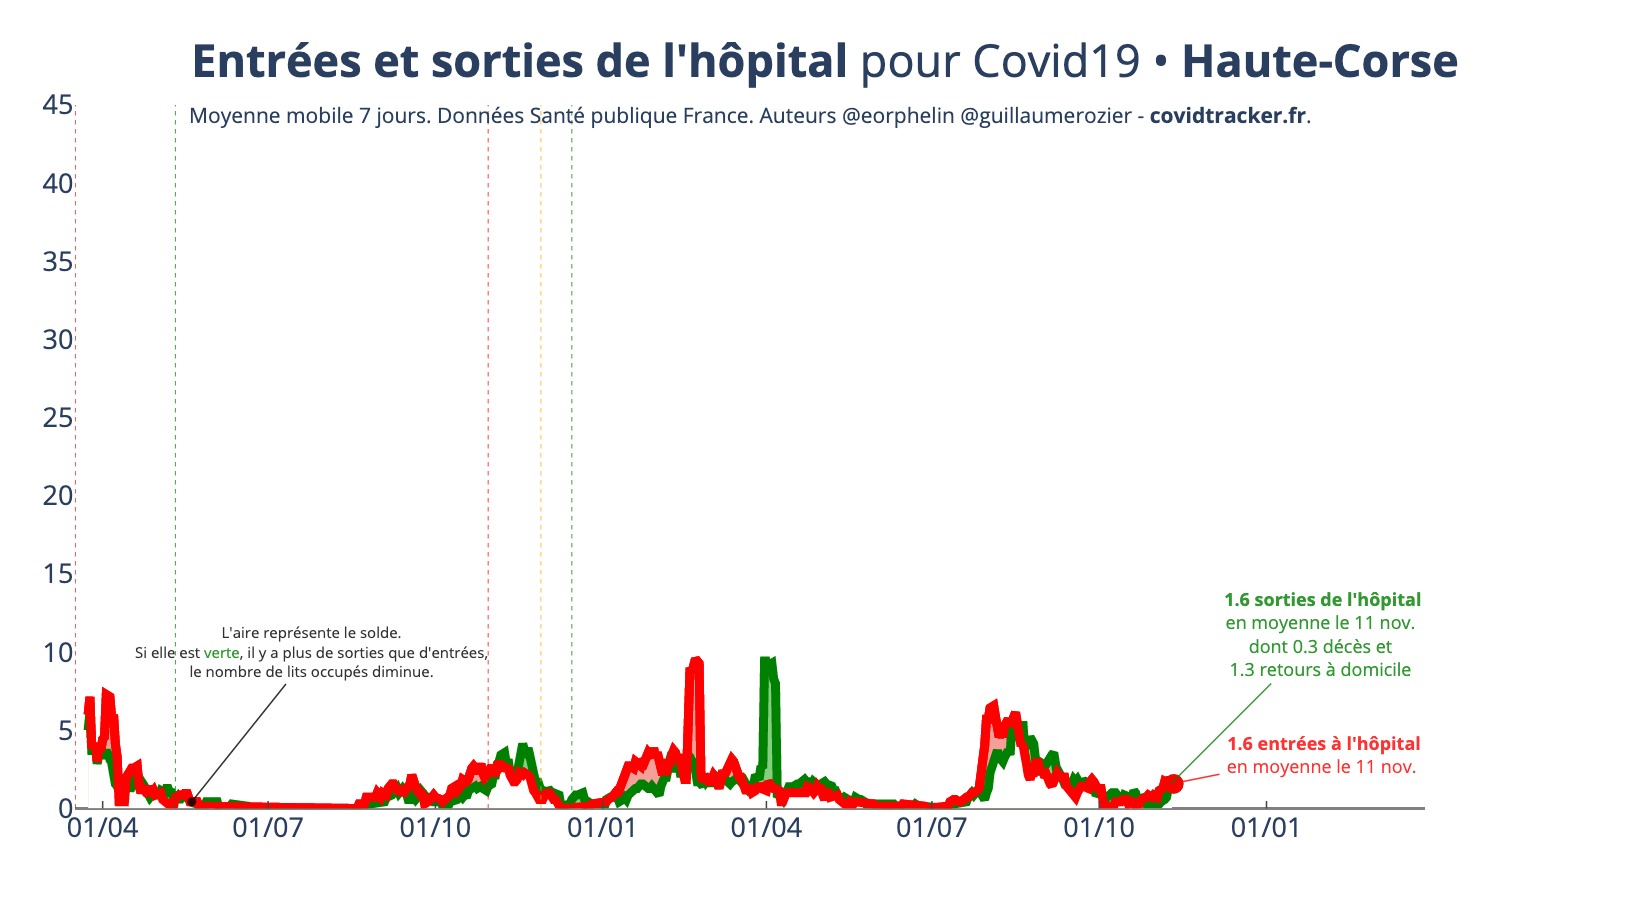 Entrées et sorties de l'hôpital pour Covid19 • Haute-Corse
Moyenne mobile 7 jours. Données Santé publique France. Auteurs @eorphelin @guillaumerozier - covidtracker.fr.
45
40
35
30
25
20
15
10
5
0
L'aire représente le solde.
Si elle est verte, il y a plus de sorties que d'entrées,
le nombre de lits occupés diminue.
1.6 sorties de l'hôpital
en moyenne le 11 nov.
dont 0.3 décès et
1.3 retours à domicile
1.6 entrées à l'hôpital
en moyenne le 11 nov.
01/04 01/07 01/10 01/01 01/04 01/07 01/10 01/01